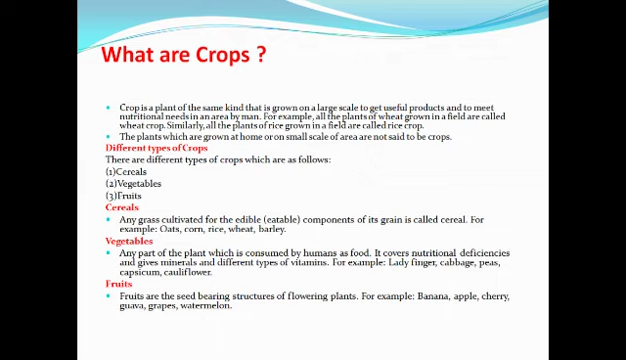 What are Crops ?
Crop is a plant of the same kind that is grown on a large scale to get useful products and to meet
nutritional needs in an area by man. For example, all the plants of wheat grown in a field are called
wheat crop. Similarly, all the plants of rice grown in a field are called rice crop.
The plants which are grown at home or on small scale of area are not said to be crops.
Different types of Crops
There are different types of crops which are as follows:
(1)Cereals
(2)Vegetables
(3)Fruits
Cereals
Any grass cultivated for the edible (eatable) components of its grain is called cereal. For
example: Oats, corn, rice, wheat, barley.
Vegetables
Any part of the plant which is consumed by humans as food. It covers nutritional deficiencies
and gives minerals and different types of vitamins. For example: Lady finger, cabbage, peas,
capsicum, cauliflower.
Fruits
Fruits are the seed bearing structures of flowering plants. For example: Banana, apple, cherry,
guava, grapes, watermelon.